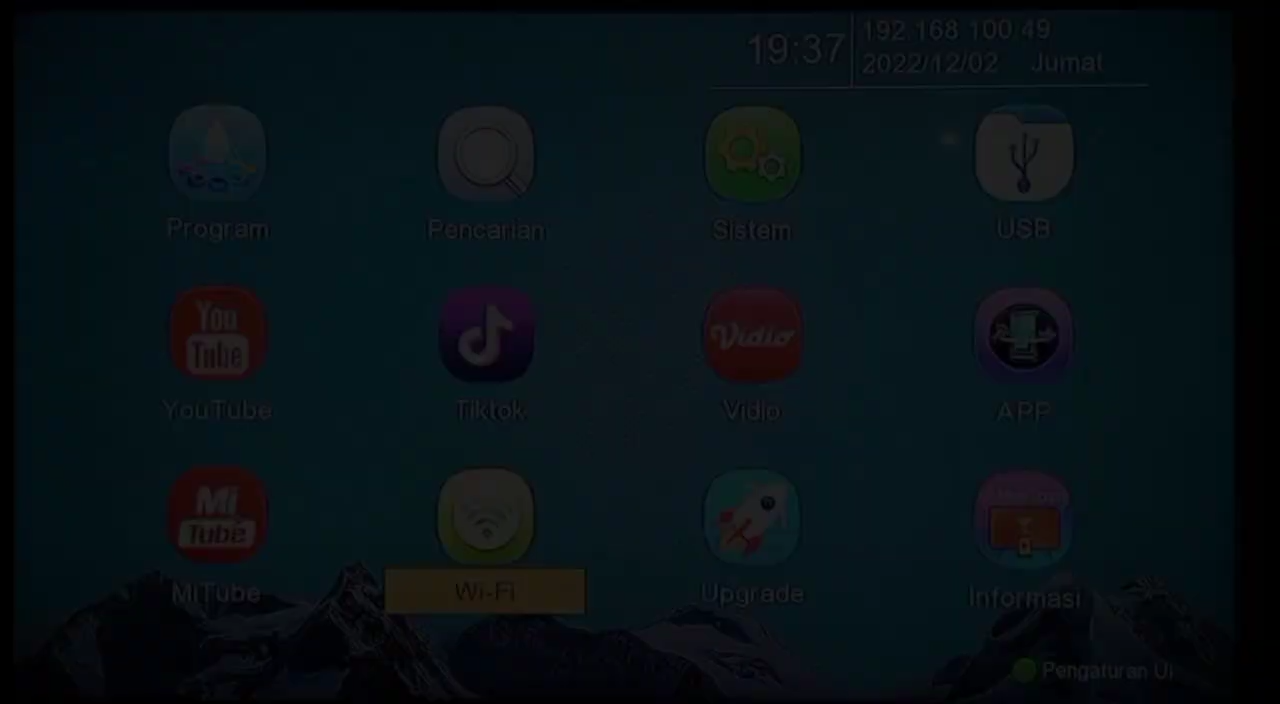 19:37
192 168 100 49
2022/12/02 Jumat
Program Pencarian Sistem USB
You Tube
Vidio
YouTube Tiktok Vidio APP
Mi Tube
MiTube Wi-Fi Upgrade Informasi
Pengaturan Ui